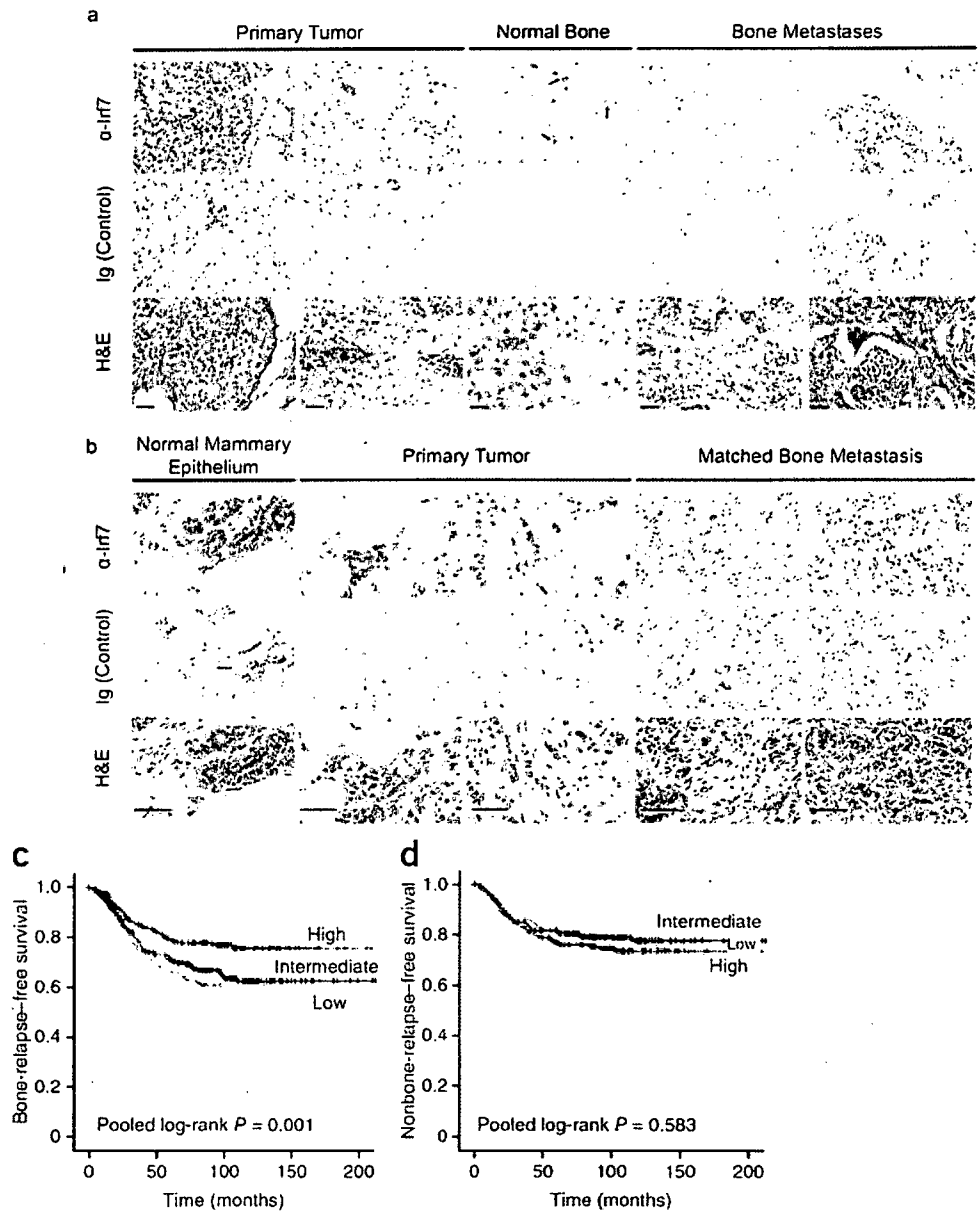 a
Primary Tumor
Normal Bone
Bone Metastases
α-Irf7
Ig (Control)
H&E
b
Normal Mammary
Epithelium
Primary Tumor
Matched Bone Metastasis
α-Irf7
Ig (Control)
H&E
c
Bone-relapse-free survival
1.0
0.8
0.6
0.4
0.2
0
High
Intermediate
Low
Pooled log-rank P = 0.001
0
50
100
150
200
Time (months)
d
Nonbone-relapse-free survival
1.0
0.8
0.6
0.4
0.2
0
Intermediate
Low
High
Pooled log-rank P = 0.583
0
50
100
150
200
Time (months)